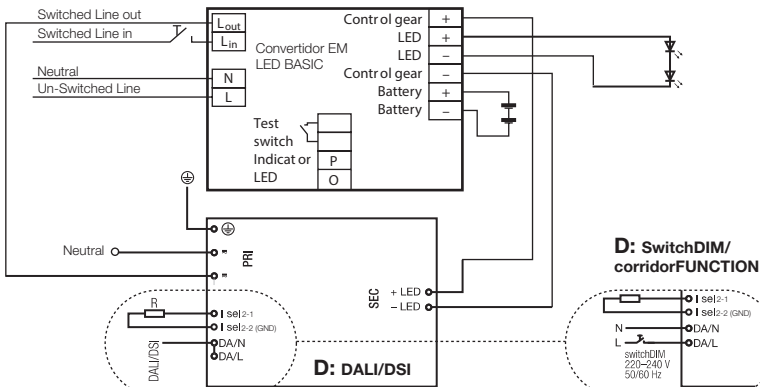 Switched Line out
Switched Line in
Neutral
Un-Switched Line
Lout
Lin
N
L
Convertidor EM
LED BASIC
Control gear +
LED +
LED –
Control gear –
Battery +
Battery –
Test
switch
Indicat or
LED
P
O
Neutral
PRI
SEC
+ LED
– LED
R
I sel2-1
I sel2-2 (GND)
DA/N
DA/L
DALI/DSI
D: DALI/DSI
D: SwitchDIM/
corridorFUNCTION
I sel2-1
I sel2-2 (GND)
N
DA/N
L
DA/L
switchDIM
220–240 V
50/60 Hz